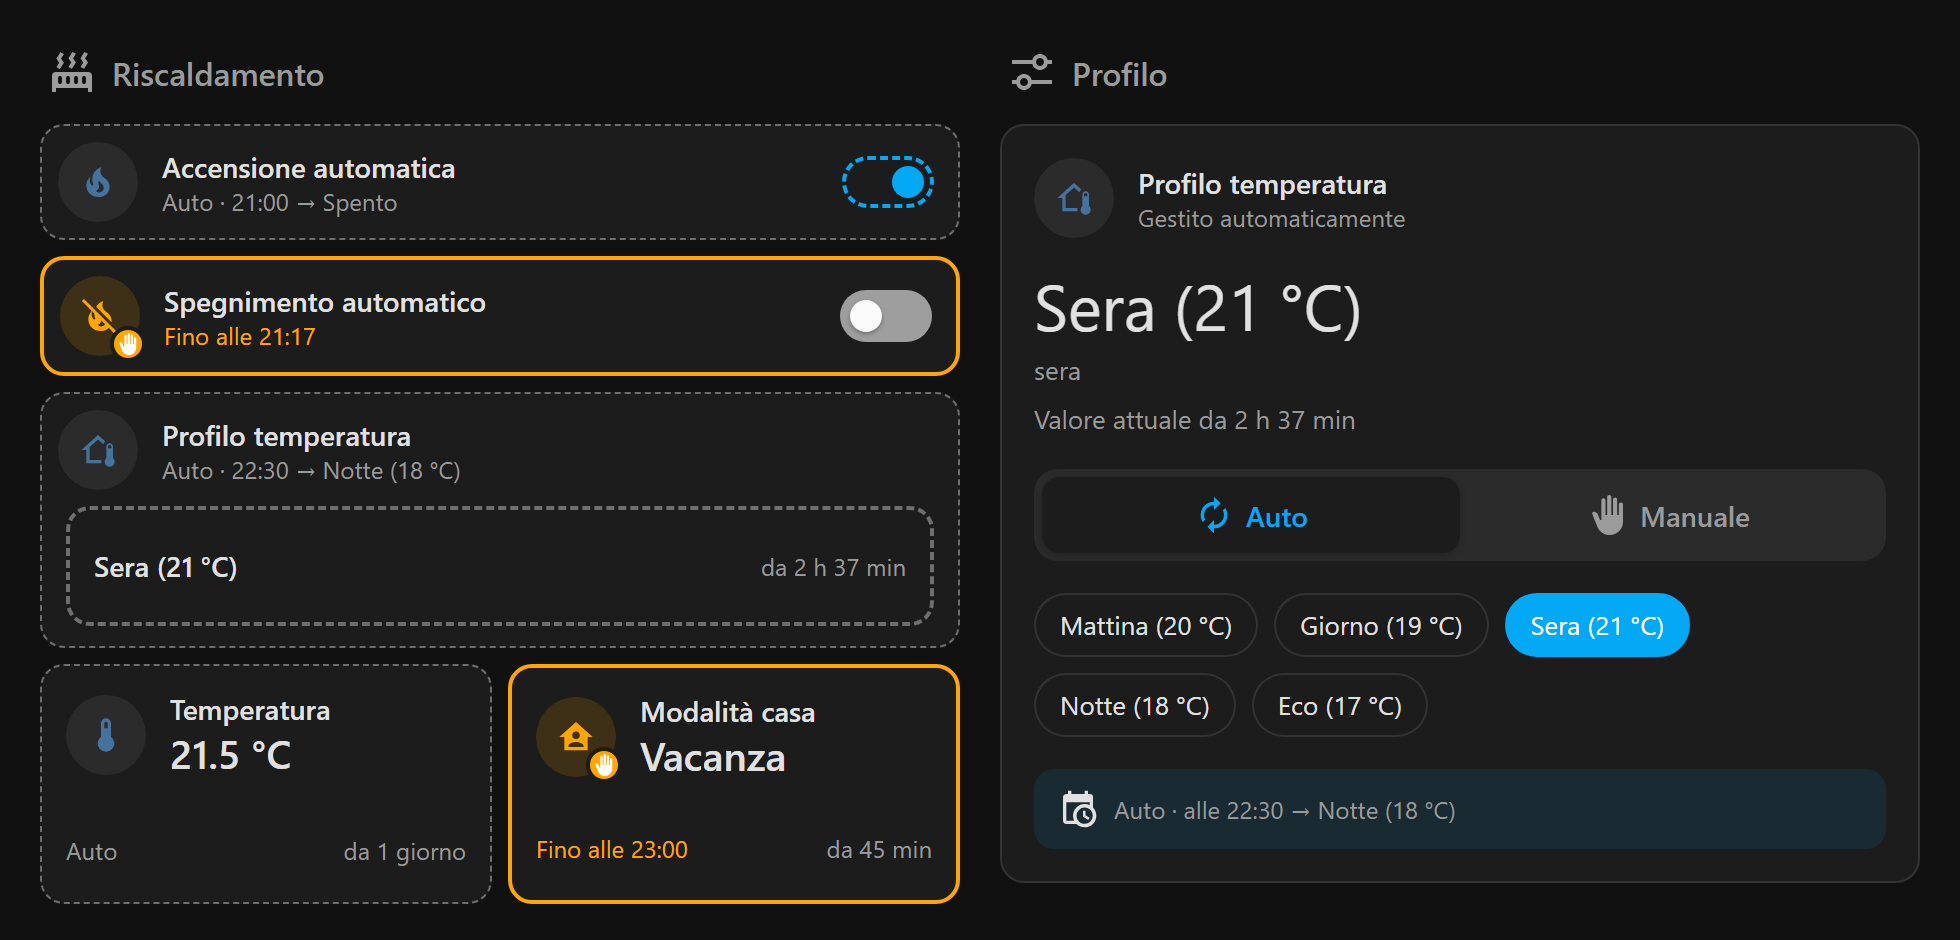 Riscaldamento
Accensione automatica
Auto · 21:00 → Spento
Spegnimento automatico
Fino alle 21:17
Profilo temperatura
Auto · 22:30 → Notte (18 °C)
Sera (21 °C)
da 2 h 37 min
Temperatura
21.5 °C
Auto
da 1 giorno
Modalità casa
Vacanza
Fino alle 23:00
da 45 min
Profilo
Profilo temperatura
Gestito automaticamente
Sera (21 °C)
sera
Valore attuale da 2 h 37 min
Auto
Manuale
Mattina (20 °C)
Giorno (19 °C)
Sera (21 °C)
Notte (18 °C)
Eco (17 °C)
Auto · alle 22:30 → Notte (18 °C)